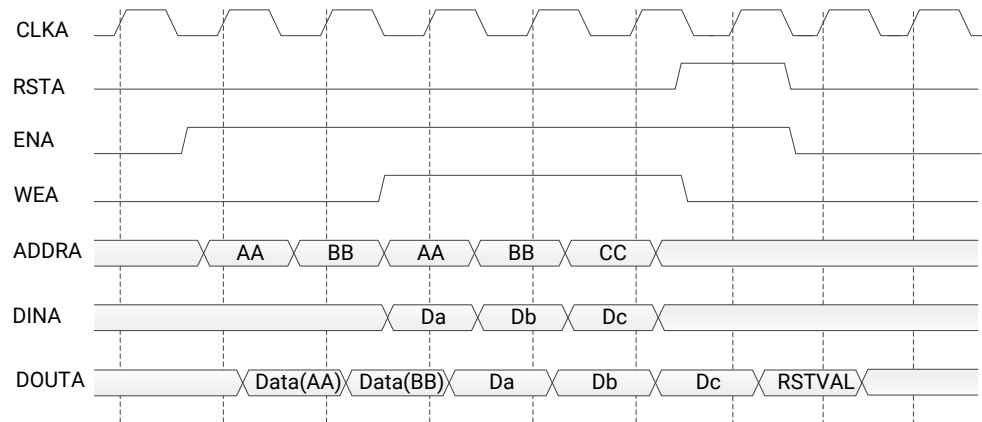 CLKA
RSTA
ENA
WEA
ADDRA AA BB AA BB CC
DINA Da Db Dc
DOUTA Data(AA) Data(BB) Da Db Dc RSTVAL